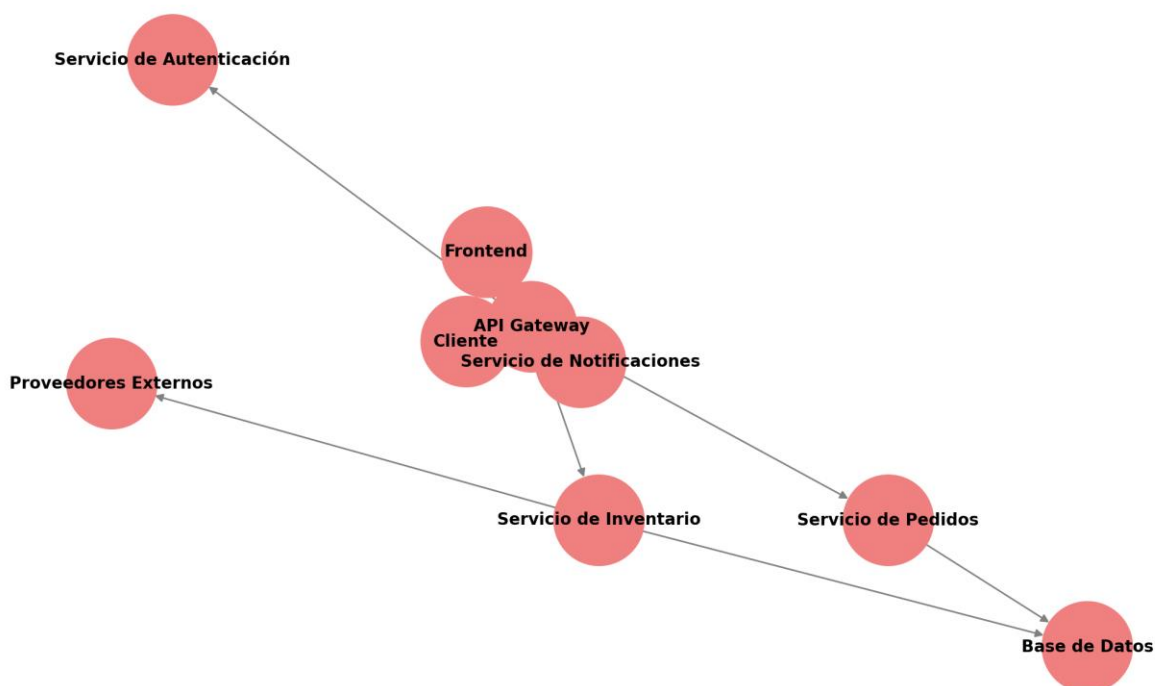 Servicio de Autenticación
Frontend
API Gateway
Cliente
Servicio de Notificaciones
Proveedores Externos
Servicio de Inventario
Servicio de Pedidos
Base de Datos